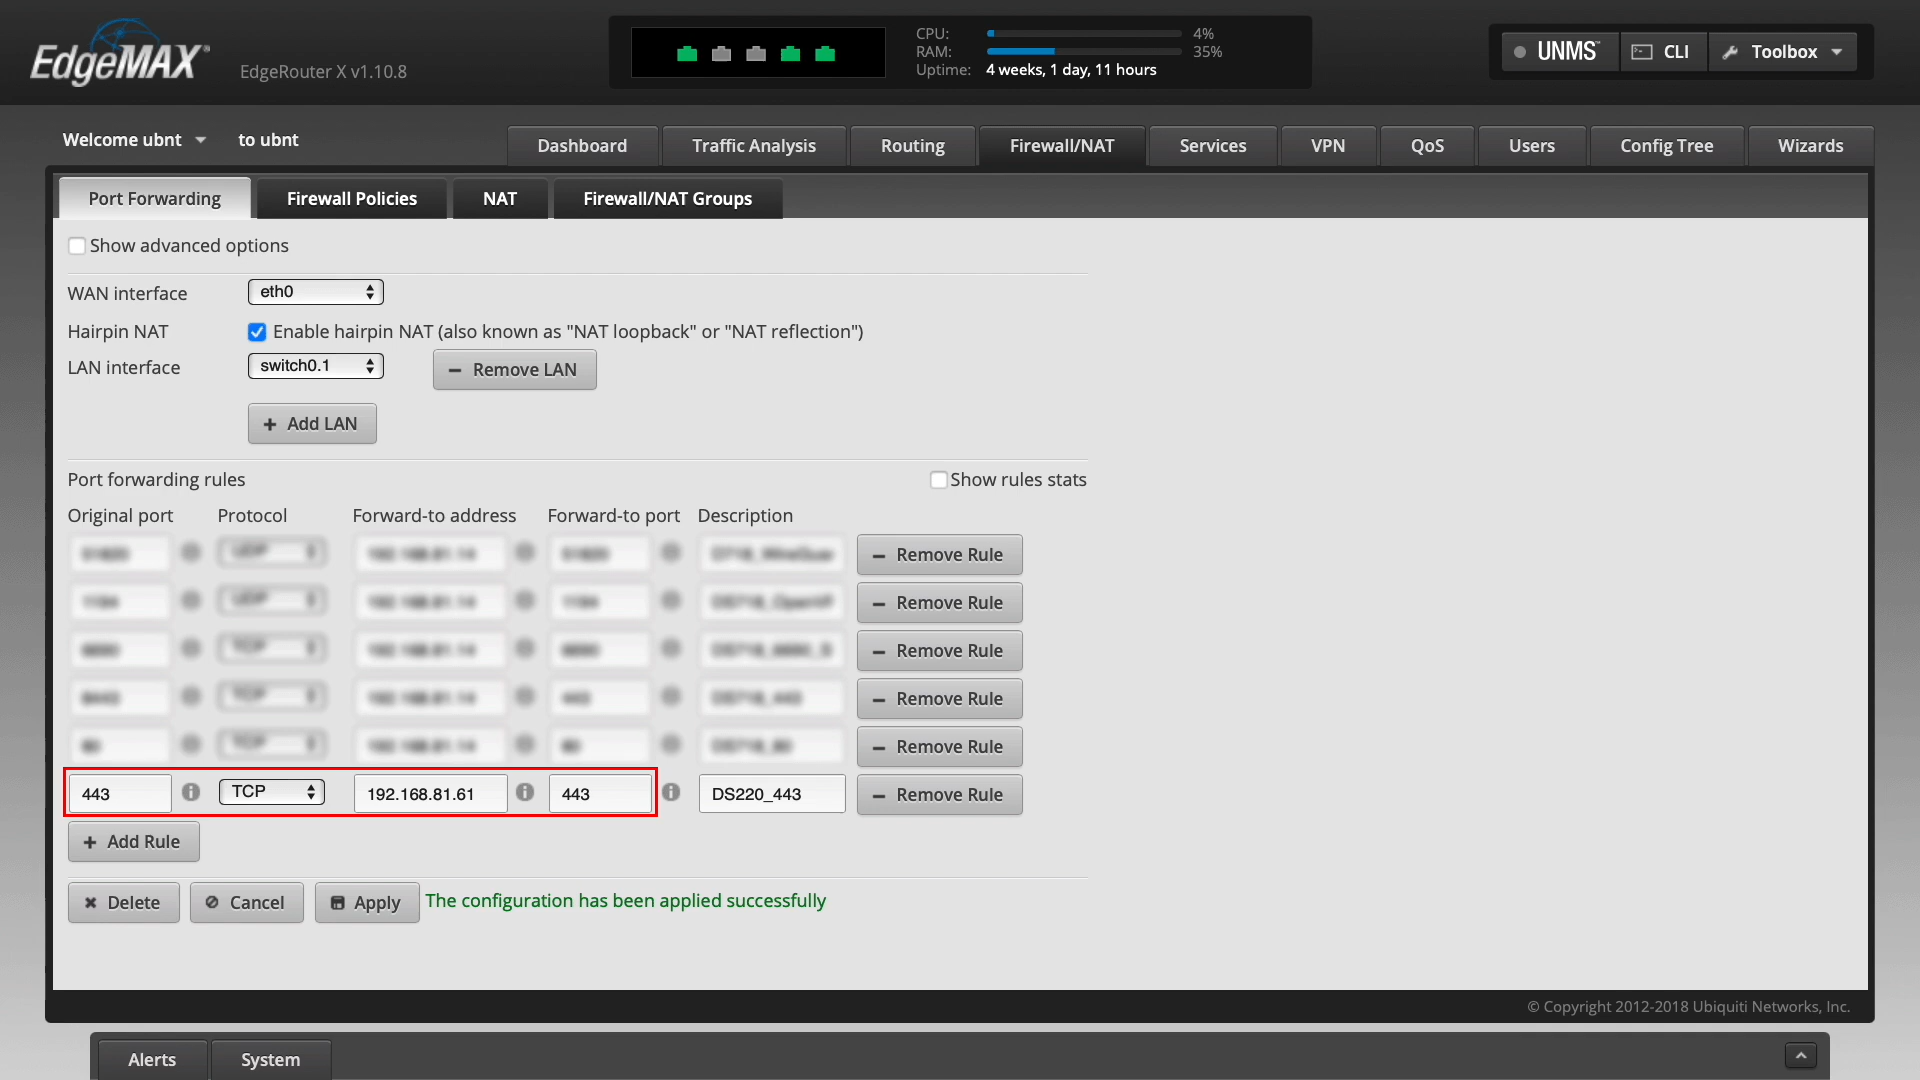 EdgeMAX
EdgeRouter X v1.10.8
CPU: 4%
RAM: 35%
Uptime: 4 weeks, 1 day, 11 hours
UNMS™
CLI
Toolbox
Welcome ubnt
to ubnt
Dashboard
Traffic Analysis
Routing
Firewall/NAT
Services
VPN
QoS
Users
Config Tree
Wizards
Port Forwarding
Firewall Policies
NAT
Firewall/NAT Groups
Show advanced options
WAN interface eth0
Hairpin NAT Enable hairpin NAT (also known as "NAT loopback" or "NAT reflection")
LAN interface switch0.1 Remove LAN
Add LAN
Port forwarding rules Show rules stats
Original port Protocol Forward-to address Forward-to port Description
Remove Rule
Remove Rule
Remove Rule
Remove Rule
Remove Rule
443 TCP 192.168.81.61 443 DS220_443 Remove Rule
Add Rule
Delete Cancel Apply The configuration has been applied successfully
© Copyright 2012-2018 Ubiquiti Networks, Inc.
Alerts
System